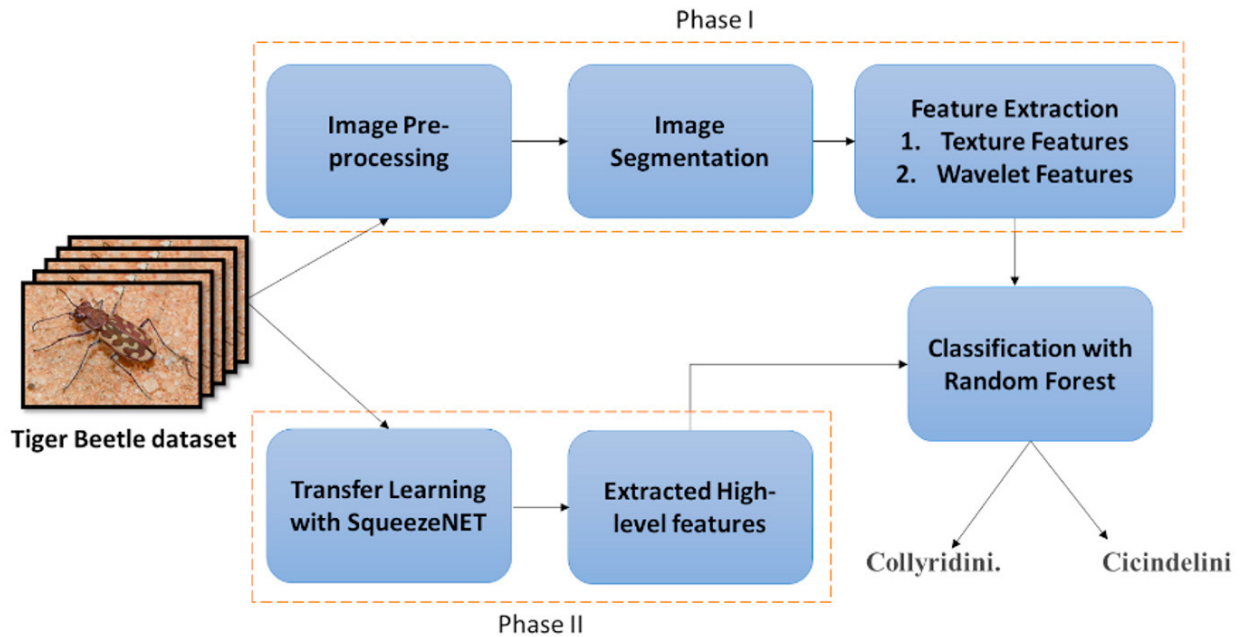 Phase I
Image Pre-
processing
Image
Segmentation
Feature Extraction
1. Texture Features
2. Wavelet Features
Tiger Beetle dataset
Classification with
Random Forest
Transfer Learning
with SqueezeNET
Extracted High-
level features
Collyridini.
Cicindelini
Phase II